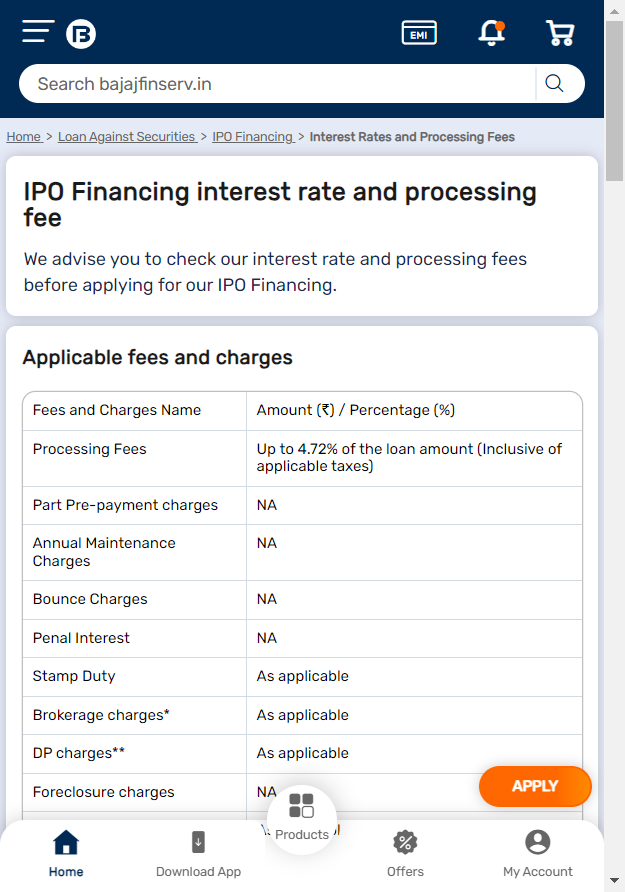 EMI
Search bajajfinserv.in
Home > Loan Against Securities > IPO Financing > Interest Rates and Processing Fees
IPO Financing interest rate and processing
fee
We advise you to check our interest rate and processing fees
before applying for our IPO Financing.
Applicable fees and charges
Fees and Charges Name Amount (₹) / Percentage (%)
Processing Fees Up to 4.72% of the loan amount (Inclusive of
applicable taxes)
Part Pre-payment charges NA
Annual Maintenance NA
Charges
Bounce Charges NA
Penal Interest NA
Stamp Duty As applicable
Brokerage charges* As applicable
DP charges** As applicable
Foreclosure charges NA
APPLY
Products
Home Download App Offers My Account